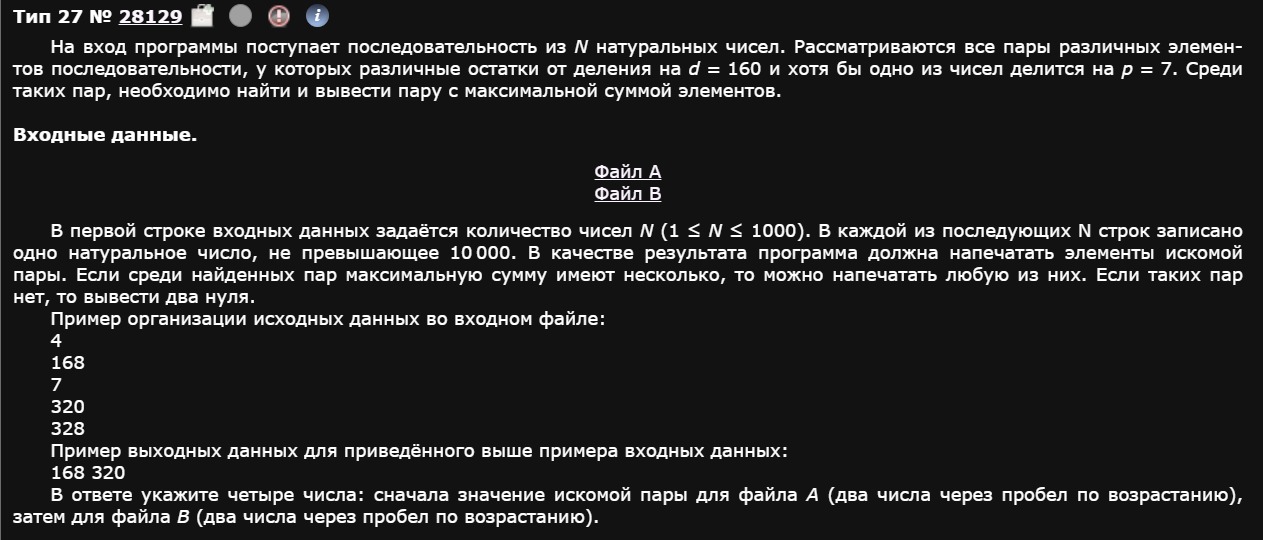 Тип 27 № 28129
На вход программы поступает последовательность из N натуральных чисел. Рассматриваются все пары различных элемен-
тов последовательности, у которых различные остатки от деления на d = 160 и хотя бы одно из чисел делится на p = 7. Среди
таких пар, необходимо найти и вывести пару с максимальной суммой элементов.
Входные данные.
Файл A
Файл B
В первой строке входных данных задаётся количество чисел N (1 ≤ N ≤ 1000). В каждой из последующих N строк записано
одно натуральное число, не превышающее 10 000. В качестве результата программа должна напечатать элементы искомой
пары. Если среди найденных пар максимальную сумму имеют несколько, то можно напечатать любую из них. Если таких пар
нет, то вывести два нуля.
Пример организации исходных данных во входном файле:
4
168
7
320
328
Пример выходных данных для приведённого выше примера входных данных:
168 320
В ответе укажите четыре числа: сначала значение искомой пары для файла A (два числа через пробел по возрастанию),
затем для файла B (два числа через пробел по возрастанию).